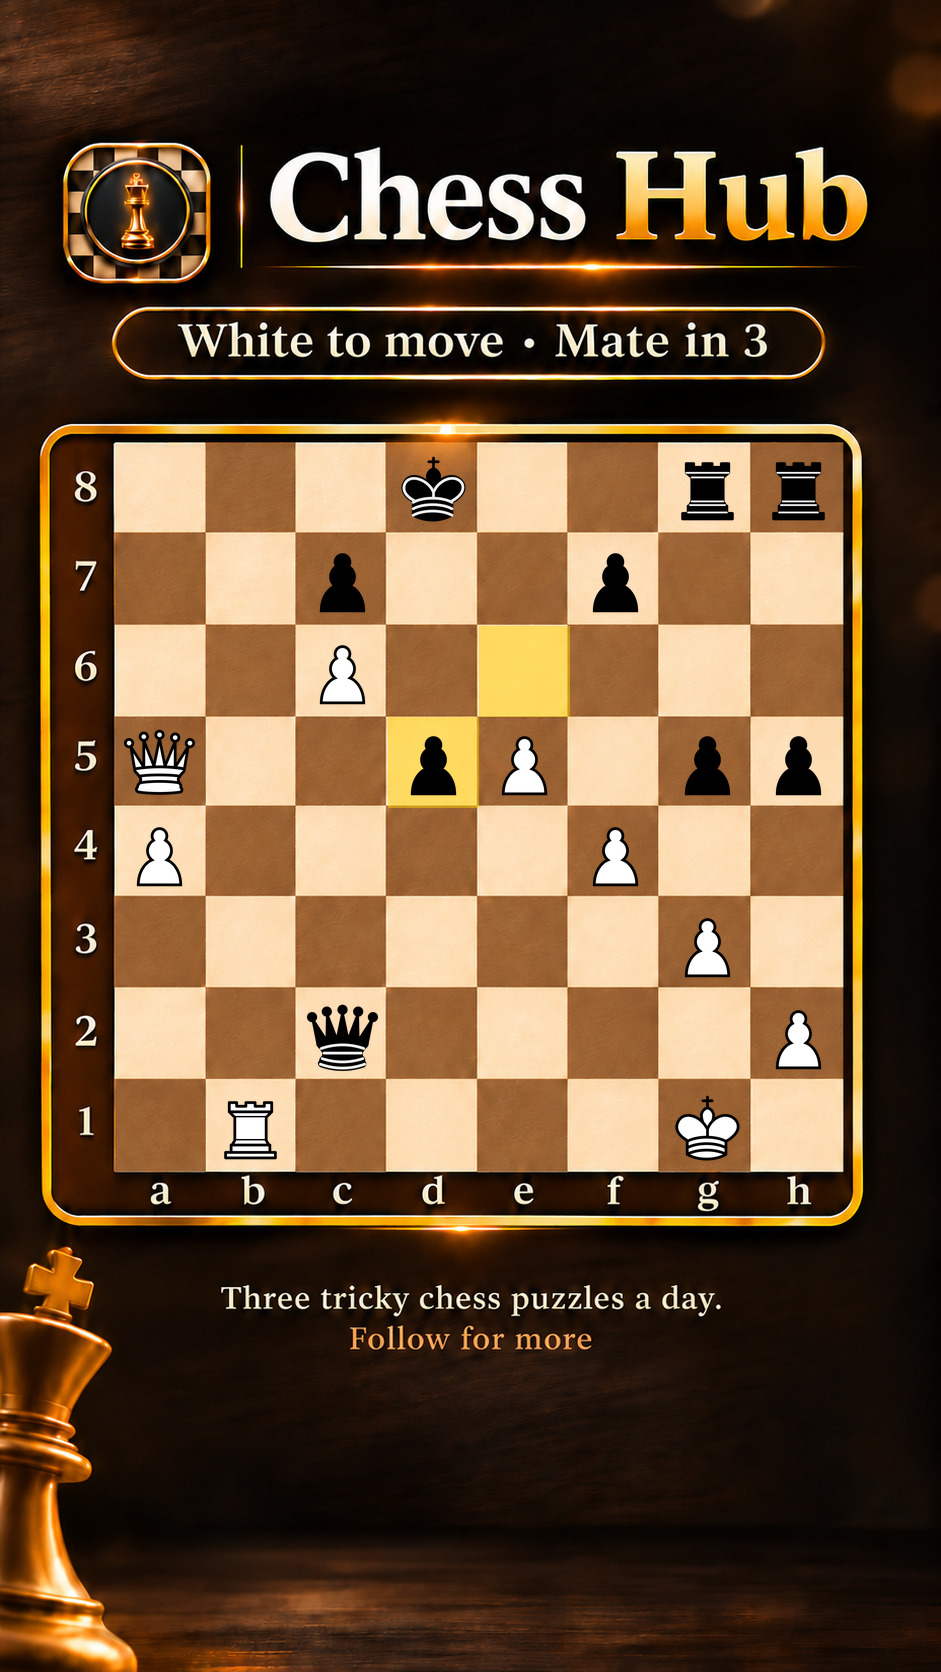 Chess Hub
White to move • Mate in 3
8
7
6
5
4
3
2
1
a b c d e f g h
Three tricky chess puzzles a day.
Follow for more